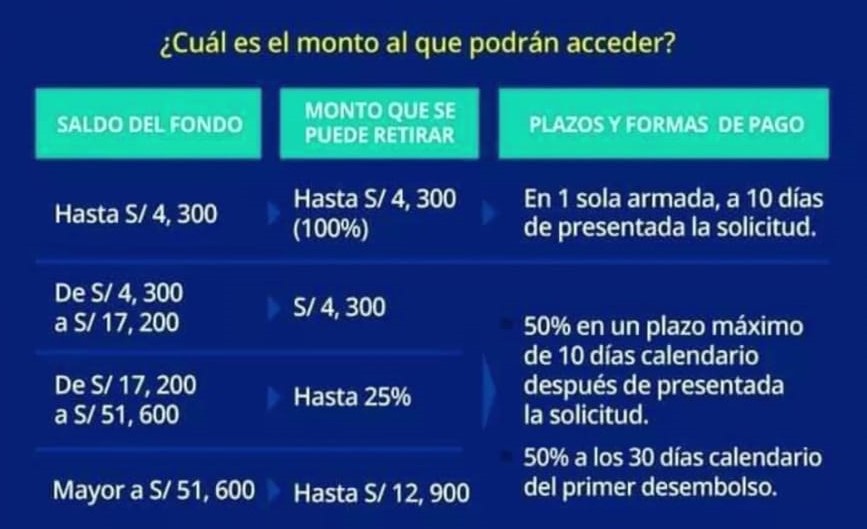 ¿Cuál es el monto al que podrán acceder?
SALDO DEL FONDO
MONTO QUE SE
PUEDE RETIRAR
PLAZOS Y FORMAS DE PAGO
Hasta S/ 4, 300
Hasta S/ 4, 300
(100%)
En 1 sola armada, a 10 días
de presentada la solicitud.
De S/ 4, 300
a S/ 17, 200
S/ 4, 300
De S/ 17, 200
a S/ 51, 600
Hasta 25%
Mayor a S/ 51, 600
Hasta S/ 12, 900
50% en un plazo máximo
de 10 días calendario
después de presentada
la solicitud.
50% a los 30 días calendario
del primer desembolso.